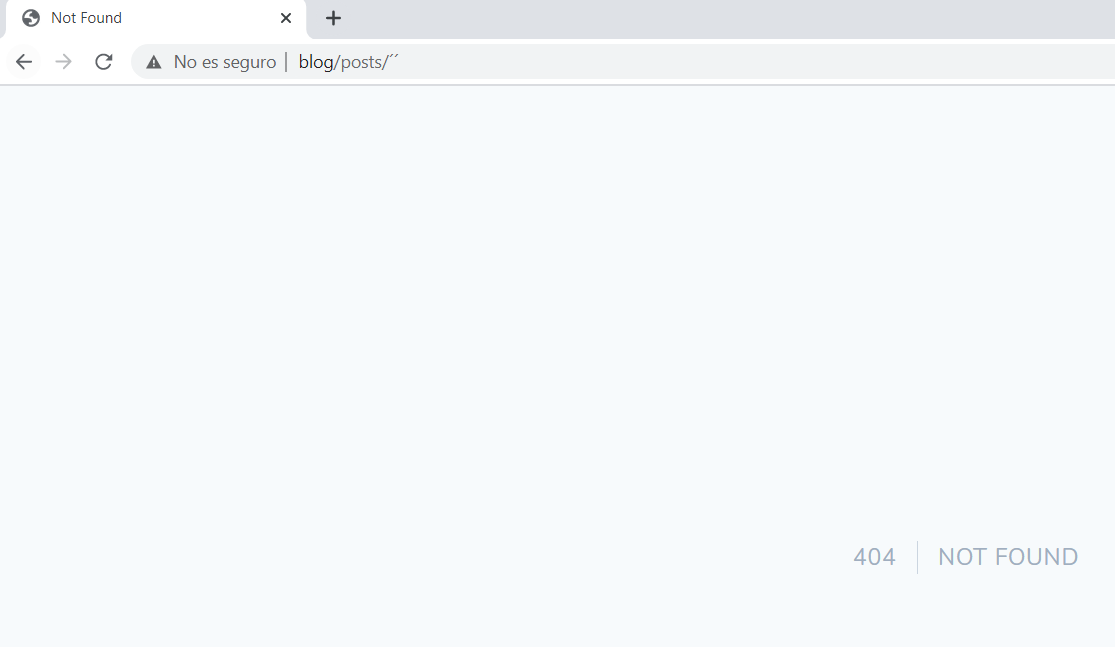 Not Found
No es seguro | blog/posts/´´
404 | NOT FOUND